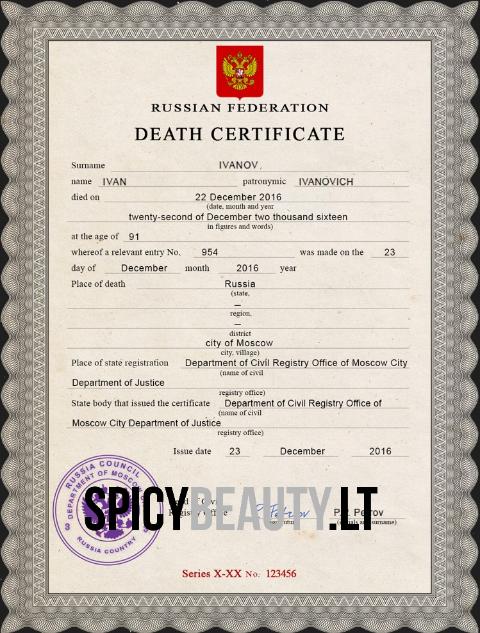 RUSSIAN FEDERATION
DEATH CERTIFICATE
Surname IVANOV
name IVAN patronymic IVANOVICH
died on 22 December 2016
(date, month and year
twenty-second of December two thousand sixteen
in figures and words)
at the age of 91
whereof a relevant entry No. 954 was made on the 23
day of December month 2016 year
Place of death Russia
(state,
—
region,
—
district
city of Moscow
city, village)
Place of state registration Department of Civil Registry Office of Moscow City
(name of civil
Department of Justice
registry office)
State body that issued the certificate Department of Civil Registry Office of
(name of civil
Moscow City Department of Justice
registry office)
Issue date 23 December 2016
RUSSIA COUNCIL
DEPARTMENT OF MOSCOW
3 3
RUSSIA COUNTRY
SPICYBEAUTY.LT
Petrov
Series X-XX No. 123456